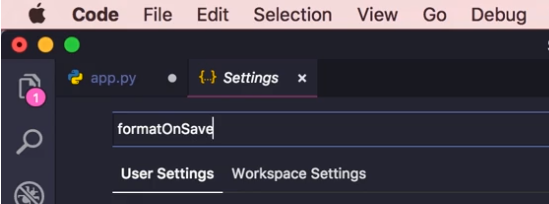 Code File Edit Selection View Go Debug
app.py Settings
1
formatOnSave
User Settings Workspace Settings